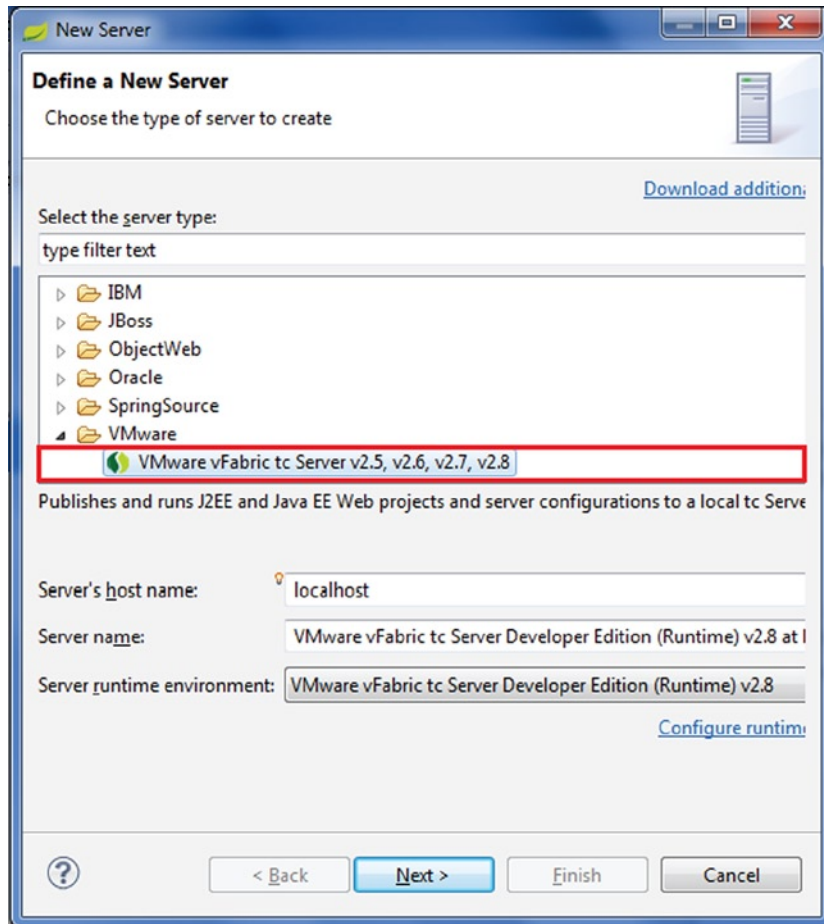 New Server
Define a New Server
Choose the type of server to create
Download
Select the server type:
type filter text
IBM
JBoss
ObjectWeb
Oracle
SpringSource
VMware
VMware vFabric tc Server v2.5, v2.6, v2.7, v2.8
Publishes and runs J2EE and Java EE Web projects and server configurations to a local tc
Server's host name:
localhost
Server name:
VMware vFabric tc Server Developer Edition (Runtime) v2.8 at
Server runtime environment:
VMware vFabric tc Server Developer Edition (Runtime) v2.8
Configure
< Back
Next >
Finish
Cancel